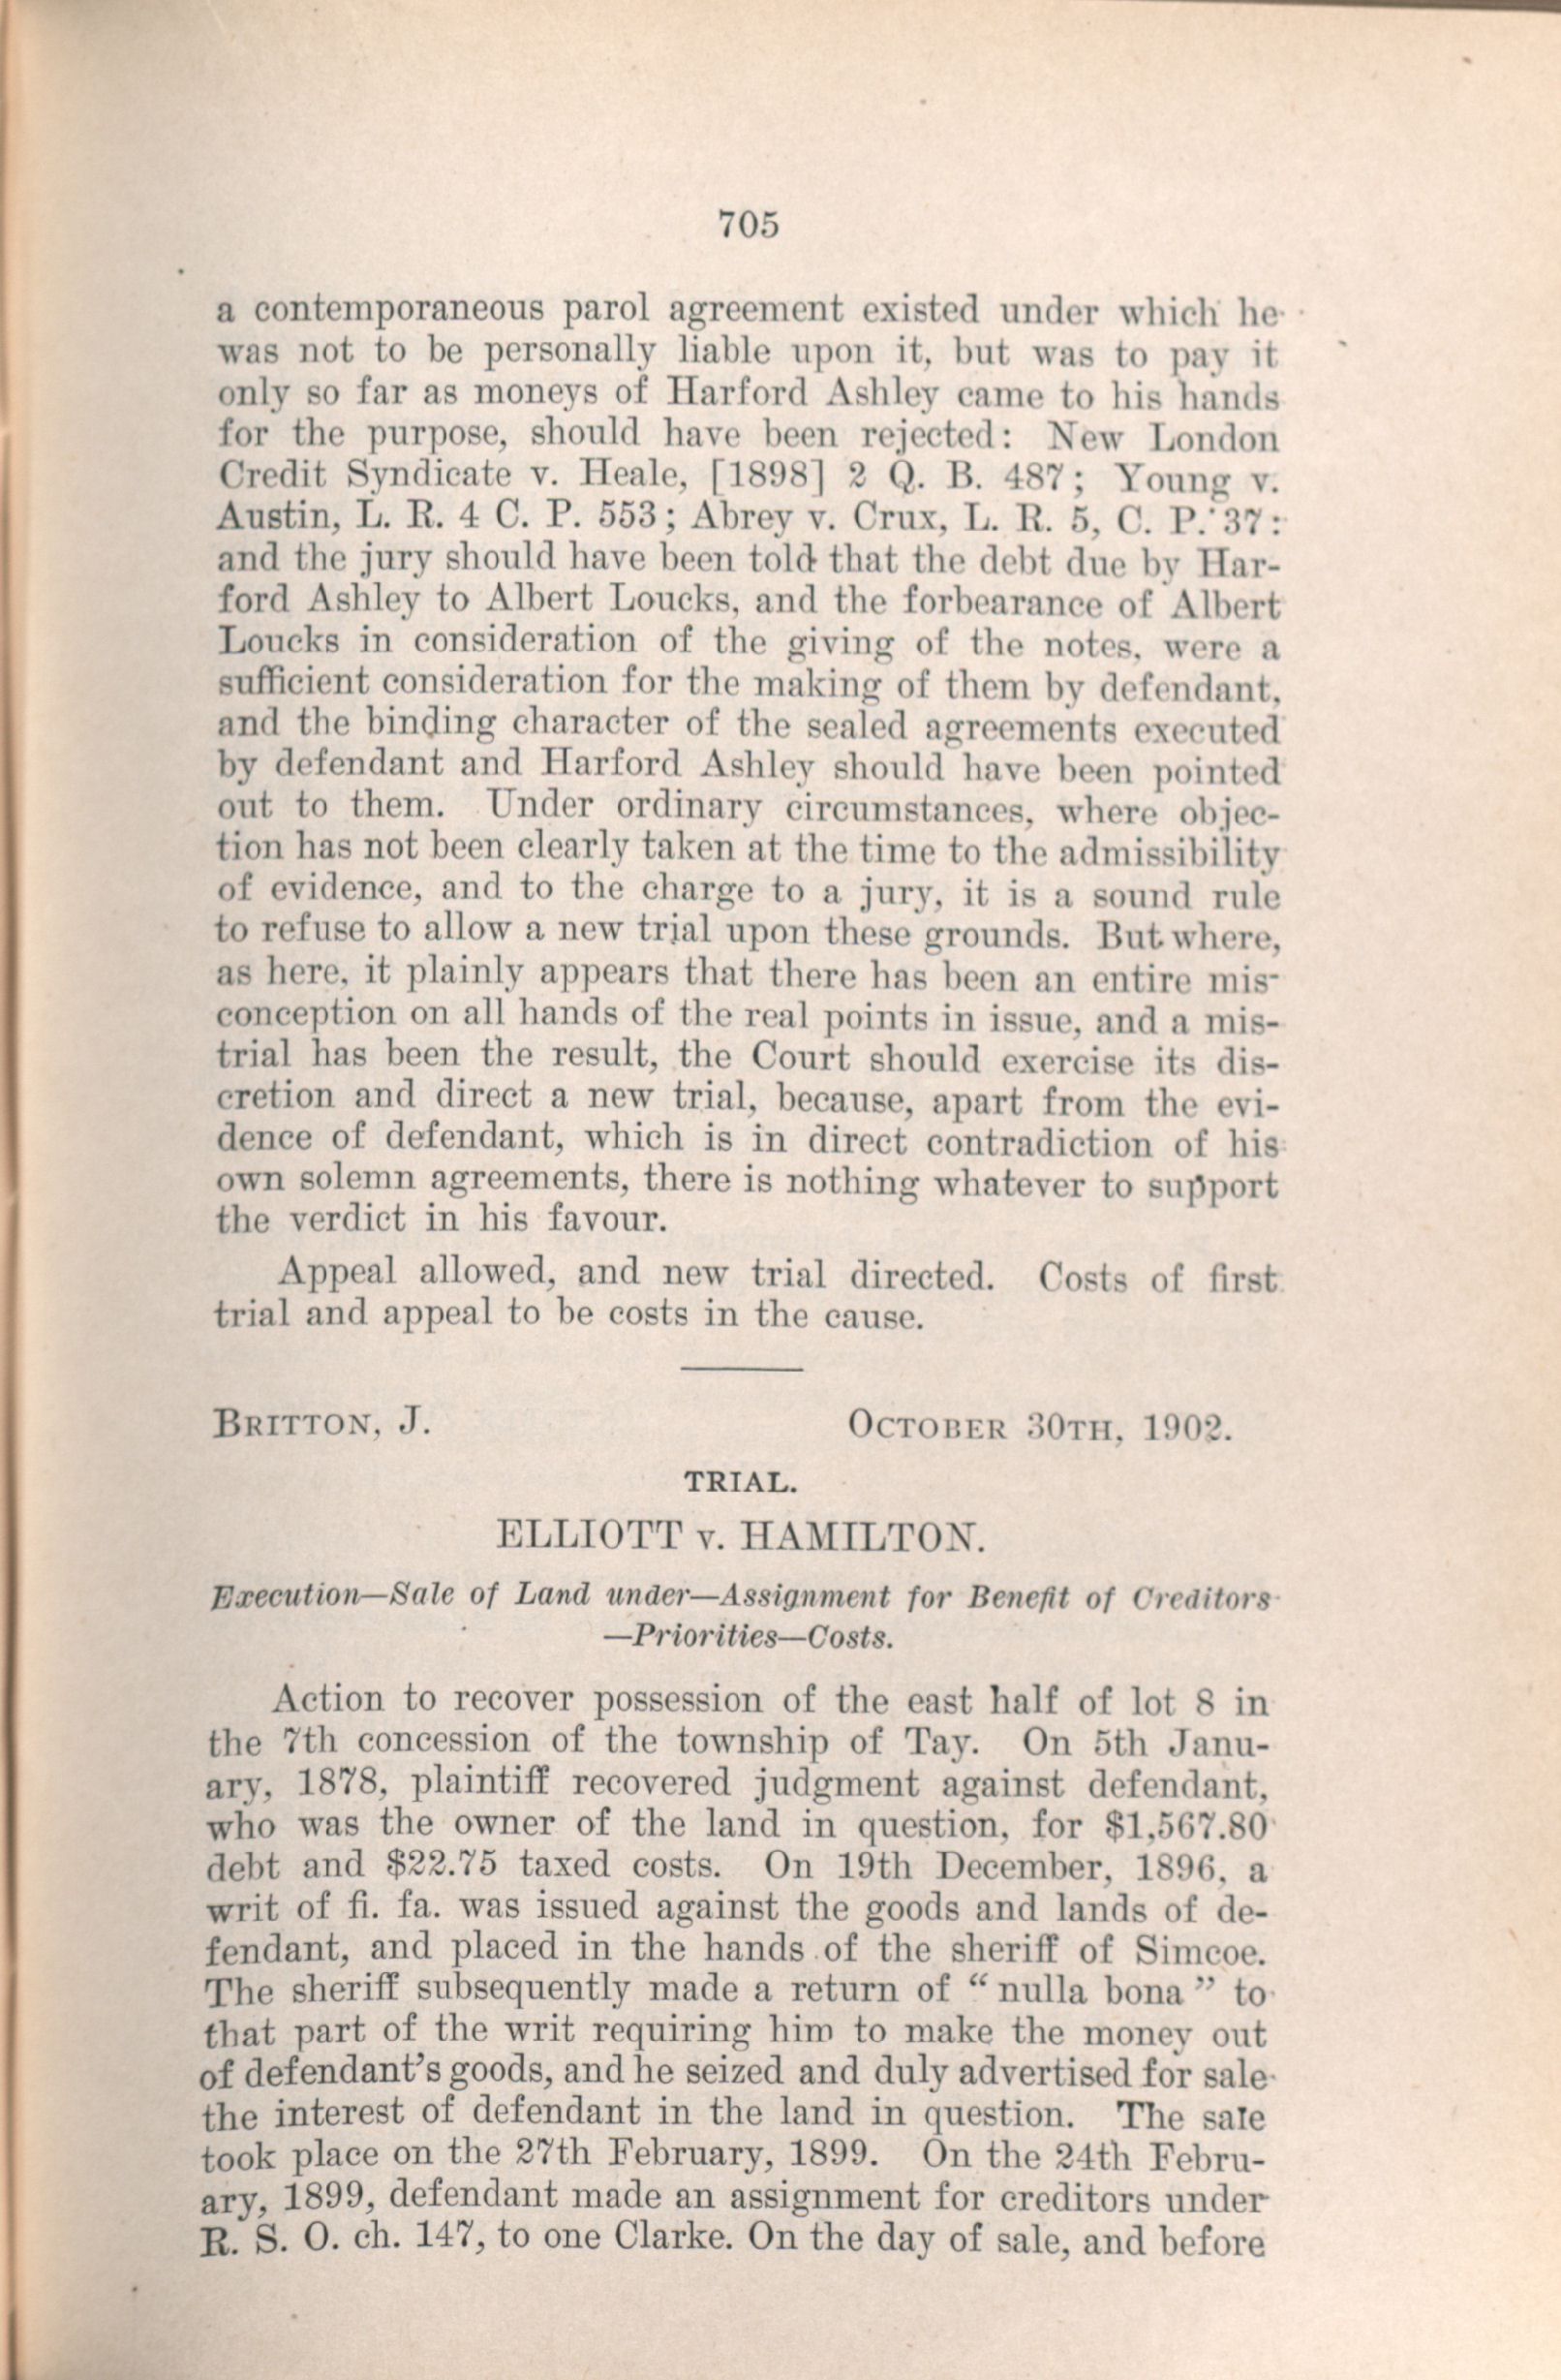 705
a contemporaneous parol agreement existed under which he
was not to be personally liable upon it, but was to pay it
only so far as moneys of Harford Ashley came to his hands
for the purpose, should have been rejected: New London
Credit Syndicate v. Heale, [1898] 2 Q. B. 487; Young v.
Austin, L. R. 4 C. P. 553; Abrey v. Crux, L. R. 5, C. P. 37:
and the jury should have been told that the debt due by Har-
ford Ashley to Albert Loucks, and the forbearance of Albert
Loucks in consideration of the giving of the notes, were a
sufficient consideration for the making of them by defendant,
and the binding character of the sealed agreements executed
by defendant and Harford Ashley should have been pointed
out to them. Under ordinary circumstances, where objec-
tion has not been clearly taken at the time to the admissibility
of evidence, and to the charge to a jury, it is a sound rule
to refuse to allow a new trial upon these grounds. But where,
as here, it plainly appears that there has been an entire mis-
conception on all hands of the real points in issue, and a mis-
trial has been the result, the Court should exercise its dis-
cretion and direct a new trial, because, apart from the evi-
dence of defendant, which is in direct contradiction of his
own solemn agreements, there is nothing whatever to support
the verdict in his favour.
Appeal allowed, and new trial directed. Costs of first
trial and appeal to be costs in the cause.
BRITTON, J. OCTOBER 30TH, 1902.
TRIAL.
ELLIOTT v. HAMILTON.
Execution—Sale of Land under—Assignment for Benefit of Creditors
—Priorities—Costs.
Action to recover possession of the east half of lot 8 in
the 7th concession of the township of Tay. On 5th Janu-
ary, 1878, plaintiff recovered judgment against defendant,
who was the owner of the land in question, for $1,567.80
debt and $22.75 taxed costs. On 19th December, 1896, a
writ of fi. fa. was issued against the goods and lands of de-
fendant, and placed in the hands of the sheriff of Simcoe.
The sheriff subsequently made a return of “ nulla bona ” to
that part of the writ requiring him to make the money out
of defendant’s goods, and he seized and duly advertised for sale
the interest of defendant in the land in question. The sale
took place on the 27th February, 1899. On the 24th Febru-
ary, 1899, defendant made an assignment for creditors under
R. S. O. ch. 147, to one Clarke. On the day of sale, and before